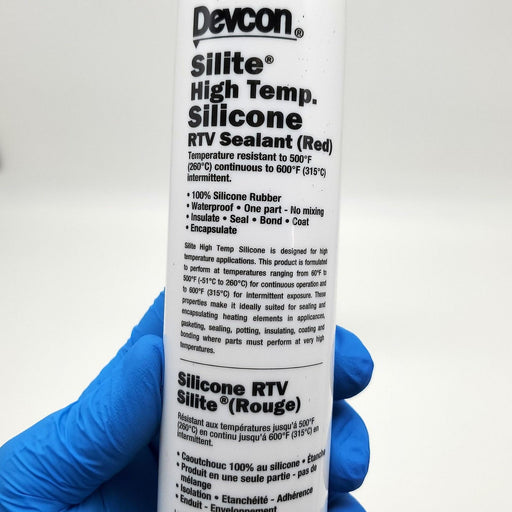 Devcon®
Silite®
High Temp.
Silicone
RTV Sealant (Red)
Temperature resistant to 500°F
(260°C) continuous to 600°F (315°C)
intermittent.
• 100% Silicone Rubber
• Waterproof • One part - No mixing
• Insulate • Seal • Bond • Coat
• Encapsulate
Silite High Temp Silicone is designed for high
temperature applications. This product is formulated
to perform at temperatures ranging from 60°F to
500°F (-51°C to 260°C) for continuous operation and
to 600°F (315°C) for intermittent exposure. These
properties make it ideally suited for sealing and
encapsulating heating elements in applicances,
gasketing, sealing, potting, insulating, coating and
bonding where parts must perform at very high
temperatures.
Silicone RTV
Silite® (Rouge)
Résistant aux températures jusqu'á 500°F
(260°C) en continu jusqu'á 600°F (315°C) en
intermittent.
• Caoutchouc 100% au silicone • Étanche
• Produit en une seule partie - pas de
mélange
• Isolation • Etanchéité - Adhérence
• Enduit - Enveloppement